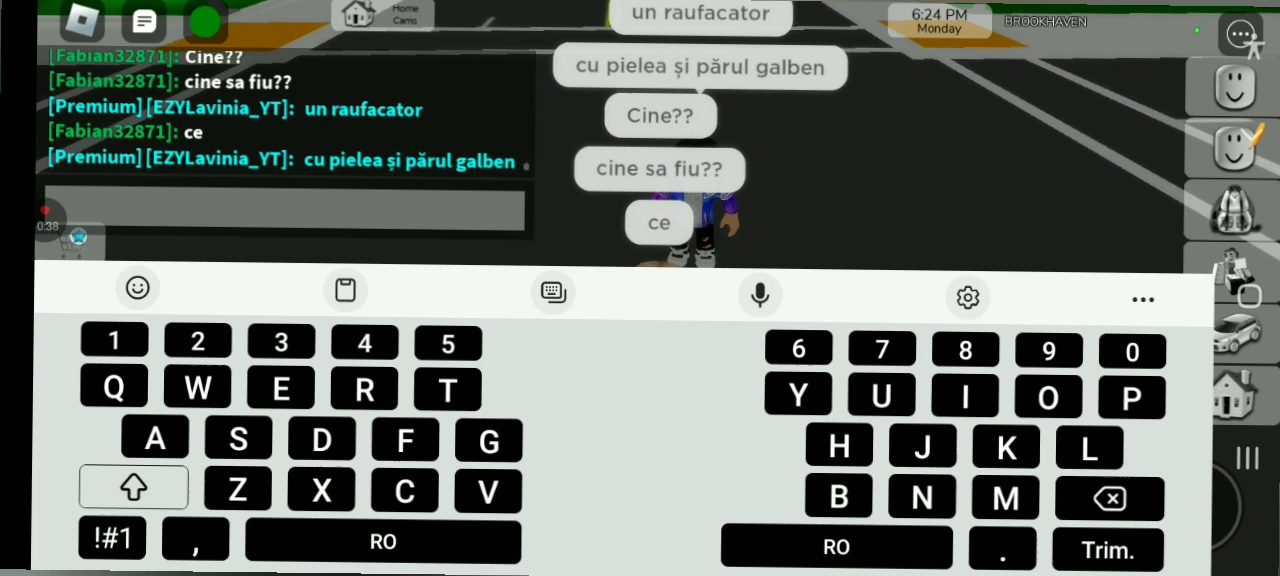 Home
Cams
un raufacator
6:24 PM
Monday
BROOKHAVEN
[Fabian32871]: Cine??
[Fabian32871]: cine sa fiu??
[Premium] [EZYLavinia_YT]: un raufacator
[Fabian32871]: ce
[Premium] [EZYLavinia_YT]: cu pielea și părul galben
cu pielea și părul galben
Cine??
cine sa fiu??
ce
0:38
1 2 3 4 5 6 7 8 9 0
Q W E R T Y U I O P
A S D F G H J K L
Z X C V B N M
!#1 , RO RO . Trim.